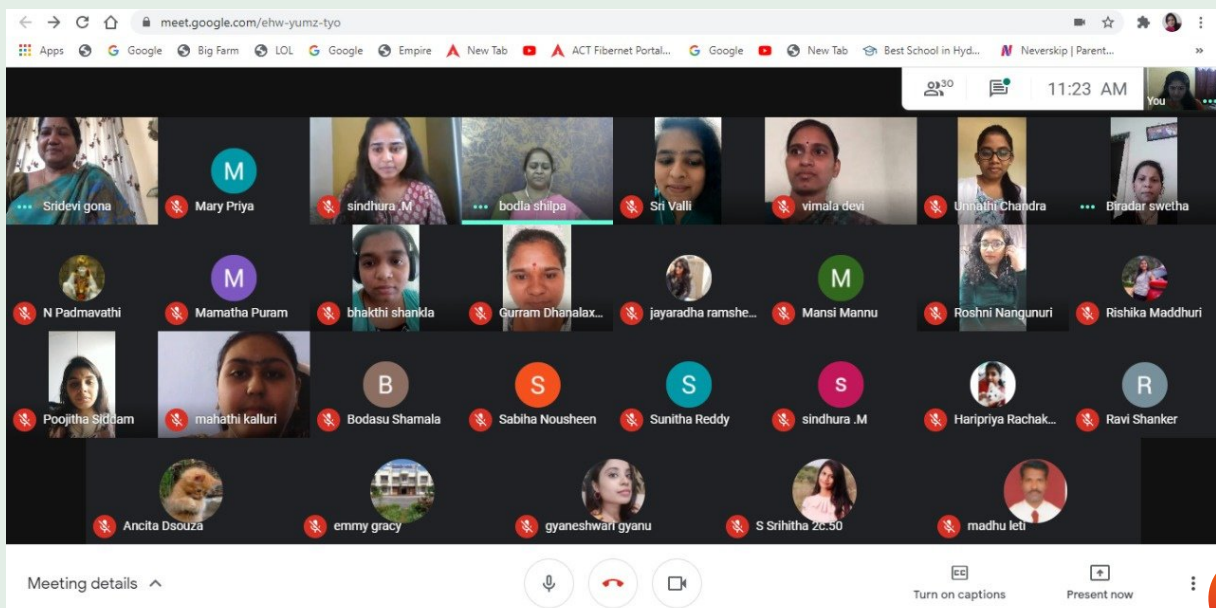 meet.google.com/ehw-yumz-tyo
Apps Google Big Farm LOL Google Empire New Tab ACT Fibernet Portal... Google New Tab Best School in Hyd... Neverskip | Parent... »
30 11:23 AM You
Sridevi gona M Mary Priya sindhura .M bodla shilpa Sri Valli vimala devi Unnathi Chandra Biradar swetha
N Padmavathi M Mamatha Puram bhakthi shankla Gurram Dhanalax... jayaradha ramshe... M Mansi Mannu Roshni Nangunuri Rishika Maddhuri
Poojitha Siddam mahathi kalluri B Bodasu Shamala S Sabiha Nousheen S Sunitha Reddy s sindhura .M Haripriya Rachak... R Ravi Shanker
Ancita Dsouza emmy gracy gyaneshwari gyanu S Srihitha 2c:50 madhu leti
Meeting details CC Turn on captions Present now